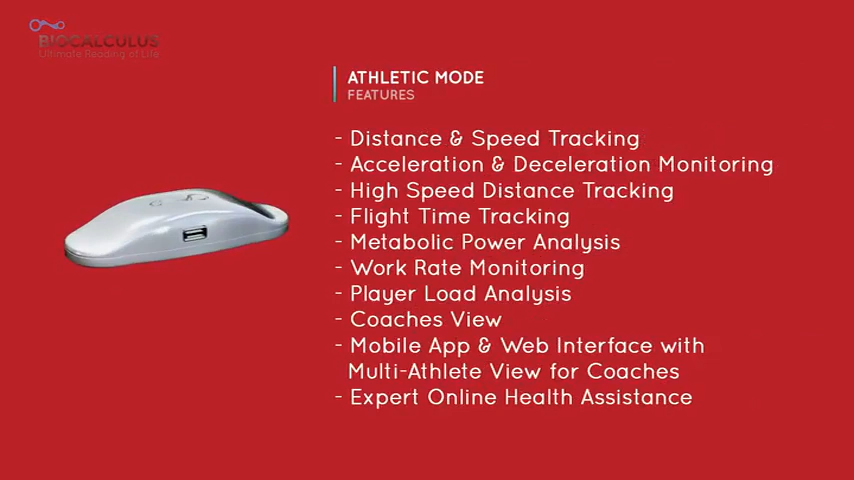 BIOCALCULUS
Ultimate Reading of Life
ATHLETIC MODE
FEATURES
- Distance & Speed Tracking
- Acceleration & Deceleration Monitoring
- High Speed Distance Tracking
- Flight Time Tracking
- Metabolic Power Analysis
- Work Rate Monitoring
- Player Load Analysis
- Coaches View
- Mobile App & Web Interface with
Multi-Athlete View for Coaches
- Expert Online Health Assistance